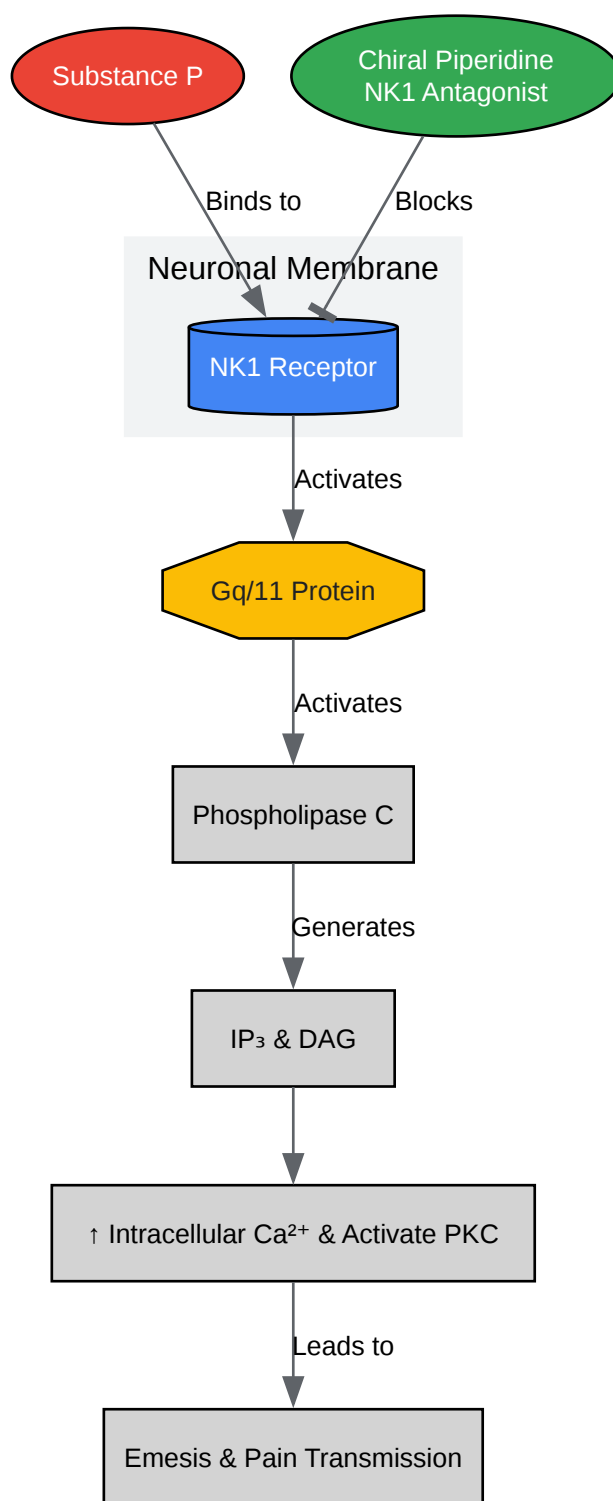 Substance P
Chiral Piperidine
NK1 Antagonist
Binds to
Blocks
Neuronal Membrane
NK1 Receptor
Activates
Gq/11 Protein
Activates
Phospholipase C
Generates
IP₃ & DAG
↑ Intracellular Ca²⁺ & Activate PKC
Leads to
Emesis & Pain Transmission